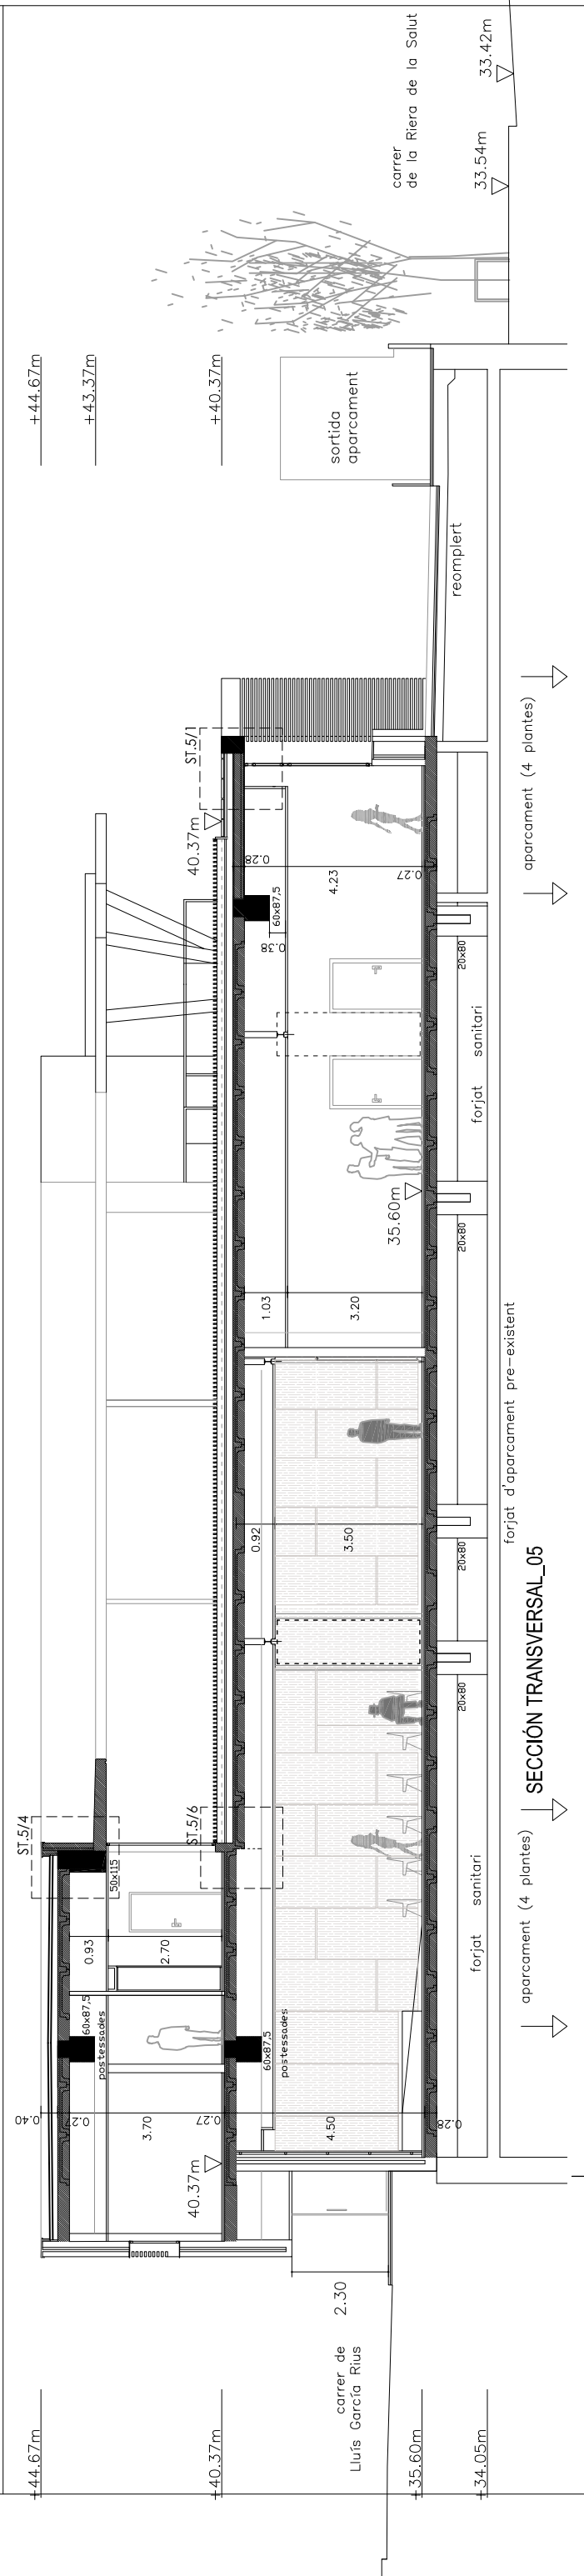 +44.67m
+40.37m
+35.60m
+34.05m
carrer de
Lluís García Rius
2.30
40.37m
0.40
0.27
3.70
0.27
4.50
0.28
60x87,5
postessades
60x87,5
postessades
0.93
2.70
50x115
ST.5/4
ST.5/6
forjat sanitari
aparcament (4 plantes)
SECCIÓN TRANSVERSAL_05
20x80
20x80
0.92
3.50
forjat d'aparcament pre-existent
1.03
3.20
35.60m
20x80
forjat sanitari
20x80
0.38
60x87,5
0.28
4.23
0.27
40.37m
ST.5/1
aparcament (4 plantes)
reomplert
sortida
aparcament
+44.67m
+43.37m
+40.37m
carrer
de la Riera de la Salut
33.54m
33.42m